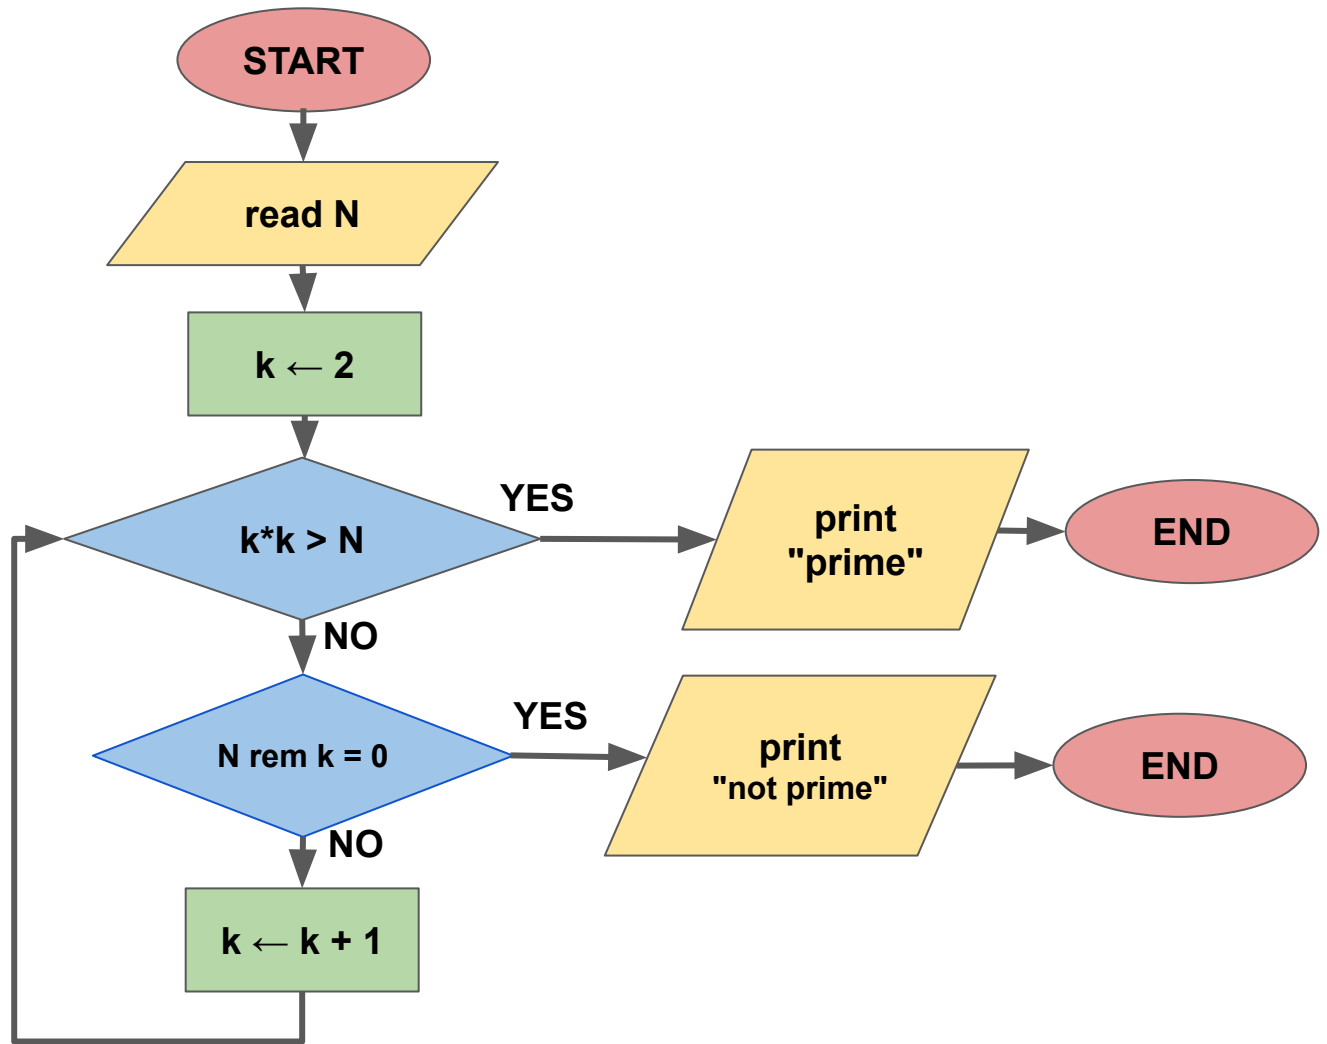 START
read N
k ← 2
k*k > N
YES
print
"prime"
END
NO
N rem k = 0
YES
print
"not prime"
END
NO
k ← k + 1